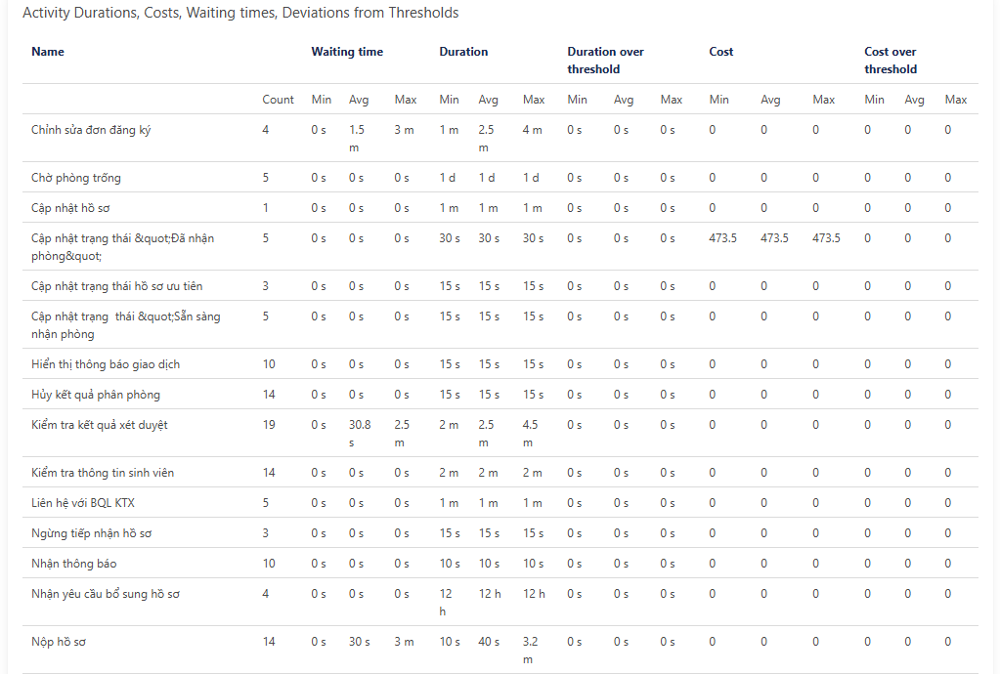 Activity Durations, Costs, Waiting times, Deviations from Thresholds
Name Waiting time Duration Duration over threshold Cost Cost over threshold
Count Min Avg Max Min Avg Max Min Avg Max Min Avg Max Min Avg Max
Chỉnh sửa đơn đăng ký 4 0 s 1.5 m 3 m 1 m 2.5 m 4 m 0 s 0 s 0 s 0 0 0 0 0 0
Chờ phòng trống 5 0 s 0 s 0 s 1 d 1 d 1 d 0 s 0 s 0 s 0 0 0 0 0 0
Cập nhật hồ sơ 1 0 s 0 s 0 s 1 m 1 m 1 m 0 s 0 s 0 s 0 0 0 0 0 0
Cập nhật trạng thái &quot;Đã nhận phòng&quot; 5 0 s 0 s 0 s 30 s 30 s 30 s 0 s 0 s 0 s 473.5 473.5 473.5 0 0 0
Cập nhật trạng thái hồ sơ ưu tiên 3 0 s 0 s 0 s 15 s 15 s 15 s 0 s 0 s 0 s 0 0 0 0 0 0
Cập nhật trạng  thái &quot;Sẵn sàng nhận phòng 5 0 s 0 s 0 s 15 s 15 s 15 s 0 s 0 s 0 s 0 0 0 0 0 0
Hiển thị thông báo giao dịch 10 0 s 0 s 0 s 15 s 15 s 15 s 0 s 0 s 0 s 0 0 0 0 0 0
Hủy kết quả phân phòng 14 0 s 0 s 0 s 15 s 15 s 15 s 0 s 0 s 0 s 0 0 0 0 0 0
Kiểm tra kết quả xét duyệt 19 0 s 30.8 s 2.5 m 2 m 2.5 m 4.5 m 0 s 0 s 0 s 0 0 0 0 0 0
Kiểm tra thông tin sinh viên 14 0 s 0 s 0 s 2 m 2 m 2 m 0 s 0 s 0 s 0 0 0 0 0 0
Liên hệ với BQL KTX 5 0 s 0 s 0 s 1 m 1 m 1 m 0 s 0 s 0 s 0 0 0 0 0 0
Ngừng tiếp nhận hồ sơ 3 0 s 0 s 0 s 15 s 15 s 15 s 0 s 0 s 0 s 0 0 0 0 0 0
Nhận thông báo 10 0 s 0 s 0 s 10 s 10 s 10 s 0 s 0 s 0 s 0 0 0 0 0 0
Nhận yêu cầu bổ sung hồ sơ 4 0 s 0 s 0 s 12 h 12 h 12 h 0 s 0 s 0 s 0 0 0 0 0 0
Nộp hồ sơ 14 0 s 30 s 3 m 10 s 40 s 3.2 m 0 s 0 s 0 s 0 0 0 0 0 0